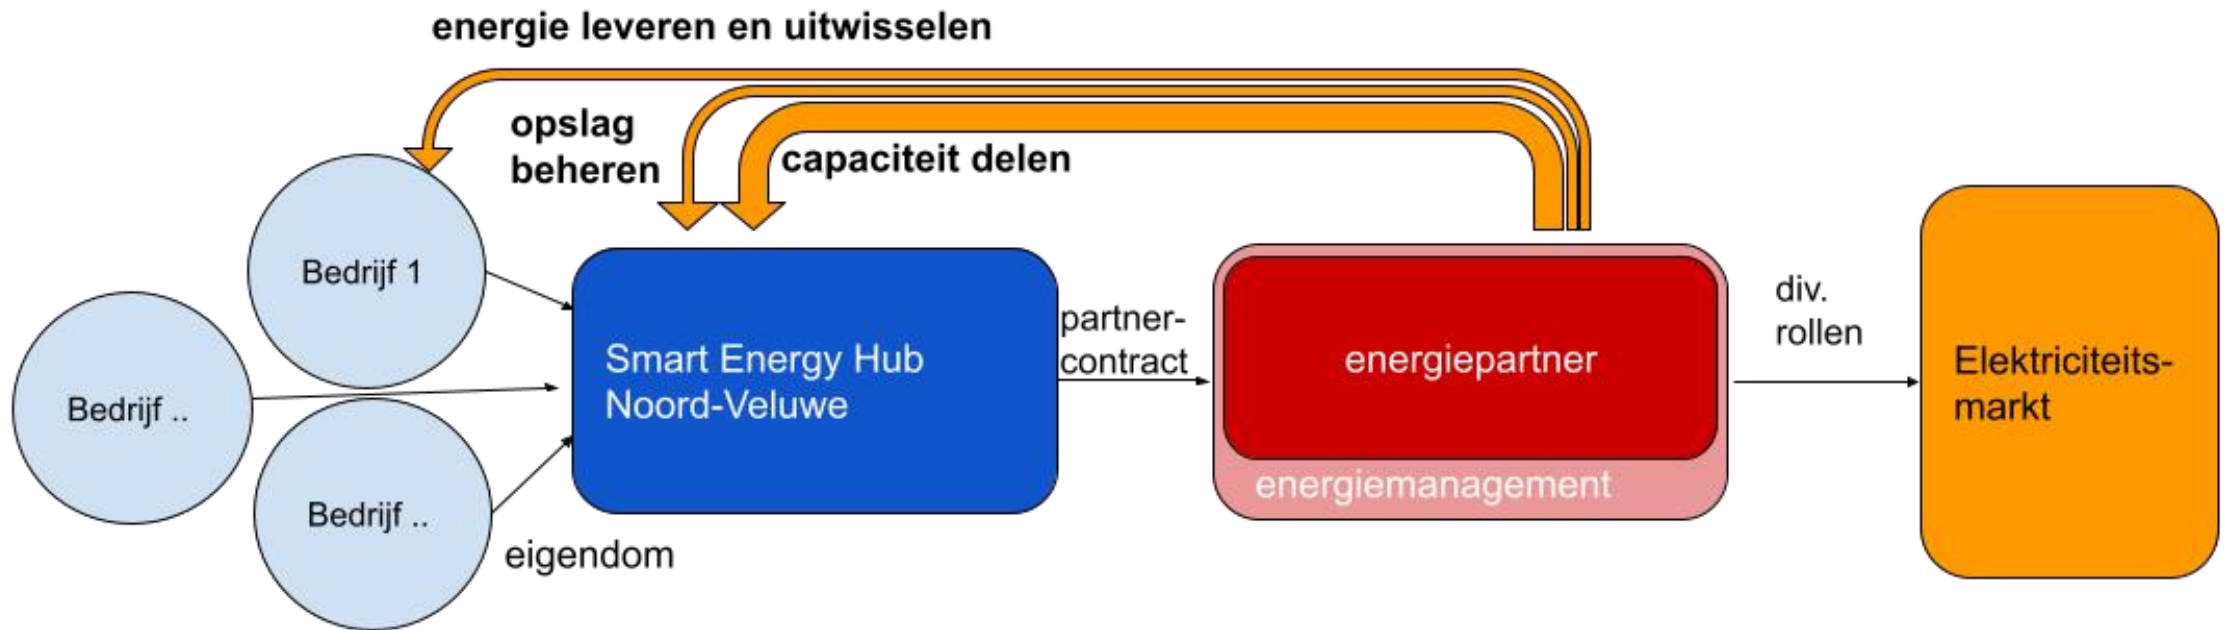 energie leveren en uitwisselen
opslag
beheren
capaciteit delen
Bedrijf 1
Bedrijf ..
Bedrijf ..
eigendom
Smart Energy Hub
Noord-Veluwe
partner-
contract
energiepartner
energiemanagement
div.
rollen
Elektriciteits-
markt